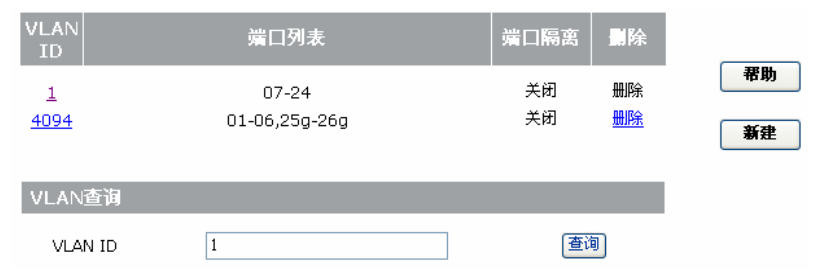 VLAN ID 端口列表 端口隔离 删除
1 07-24 关闭 删除
4094 01-06,25g-26g 关闭 删除
帮助
新建
VLAN查询
VLAN ID 1 查询